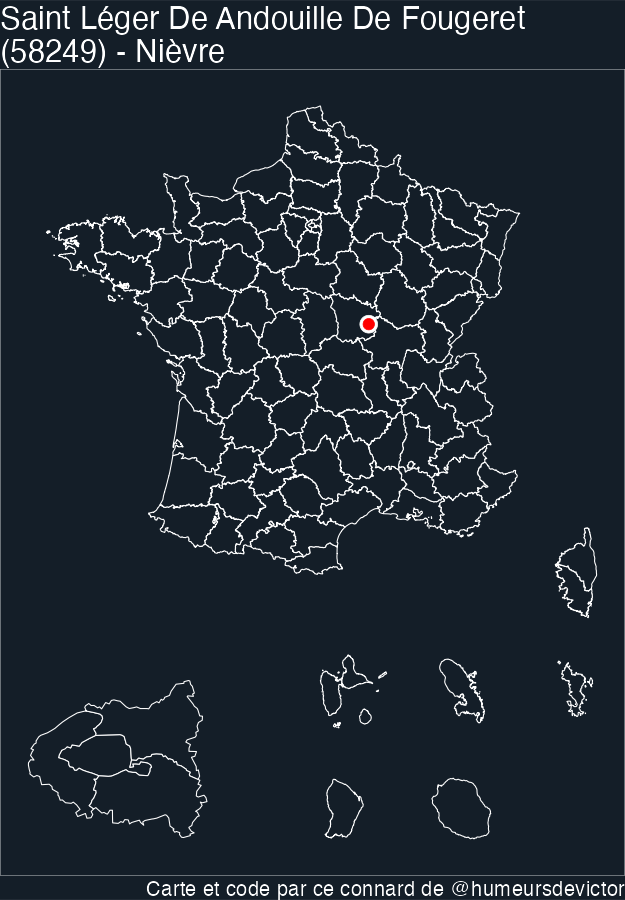 Saint Léger De Andouille De Fougeret
(58249) - Nièvre
Carte et code par ce connard de @humeursdevictor